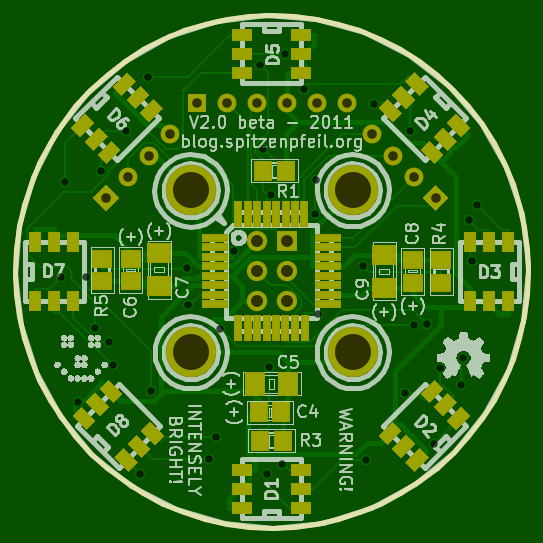 D5
D6
D4
V2.0 beta - 2011
blog.spitzenpfeil.org
R1
(+)
(+)
C8
R4
D7
D3
R5
C6
C7
C9
(+)
(+)
C5
(+)
(+)
C4
R3
D8
D2
INTENSELY
BRIGHT!
WARNING!
D1